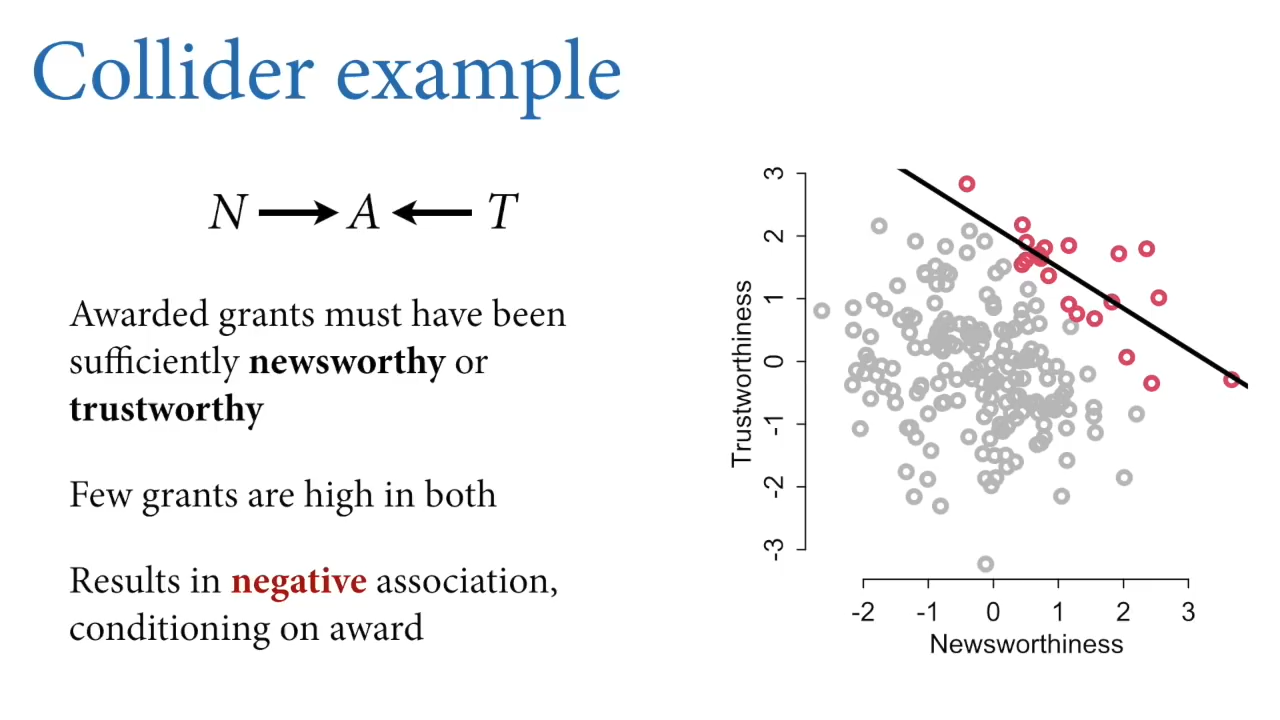 Collider example
N A T
Awarded grants must have been
sufficiently newsworthy or
trustworthy
Few grants are high in both
Results in negative association,
conditioning on award
Trustworthiness
3
2
1
0
-1
-2
-3
-2 -1 0 1 2 3
Newsworthiness